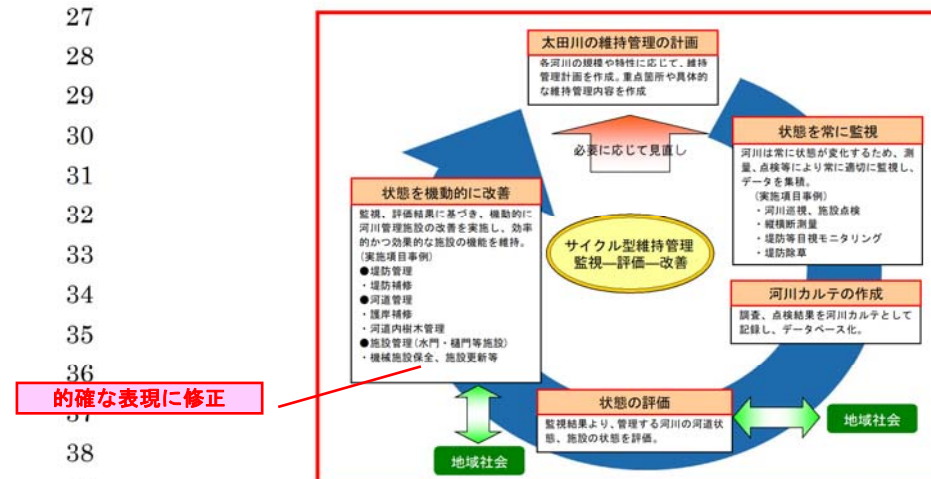 27
28
29
30
31
32
33
34
35
36
37
38
的確な表現に修正
太田川の維持管理の計画
各河川の規模や特性に応じて、維持
管理計画を作成。重点箇所や具体的
な維持管理内容を作成
必要に応じて見直し
状態を常に監視
河川は常に状態が変化するため、測
量、点検等により常に適切に監視し、
データを集積。
(実施項目事例)
・河川巡視、施設点検
・縦横断測量
・堤防等目視モニタリング
・堤防除草
河川カルテの作成
調査、点検結果を河川カルテとして
記録し、データベース化。
状態の評価
監視結果より、管理する河川の河道状
態、施設の状態を評価。
地域社会
状態を機動的に改善
監視、評価結果に基づき、機動的に
河川管理施設の改善を実施し、効率
的かつ効果的な施設の機能を維持。
(実施項目事例)
●堤防管理
・堤防補修
●河道管理
・護岸補修
・河道内樹木管理
●施設管理(水門・樋門等施設)
・機械施設保全、施設更新等
地域社会
サイクル型維持管理
監視―評価―改善